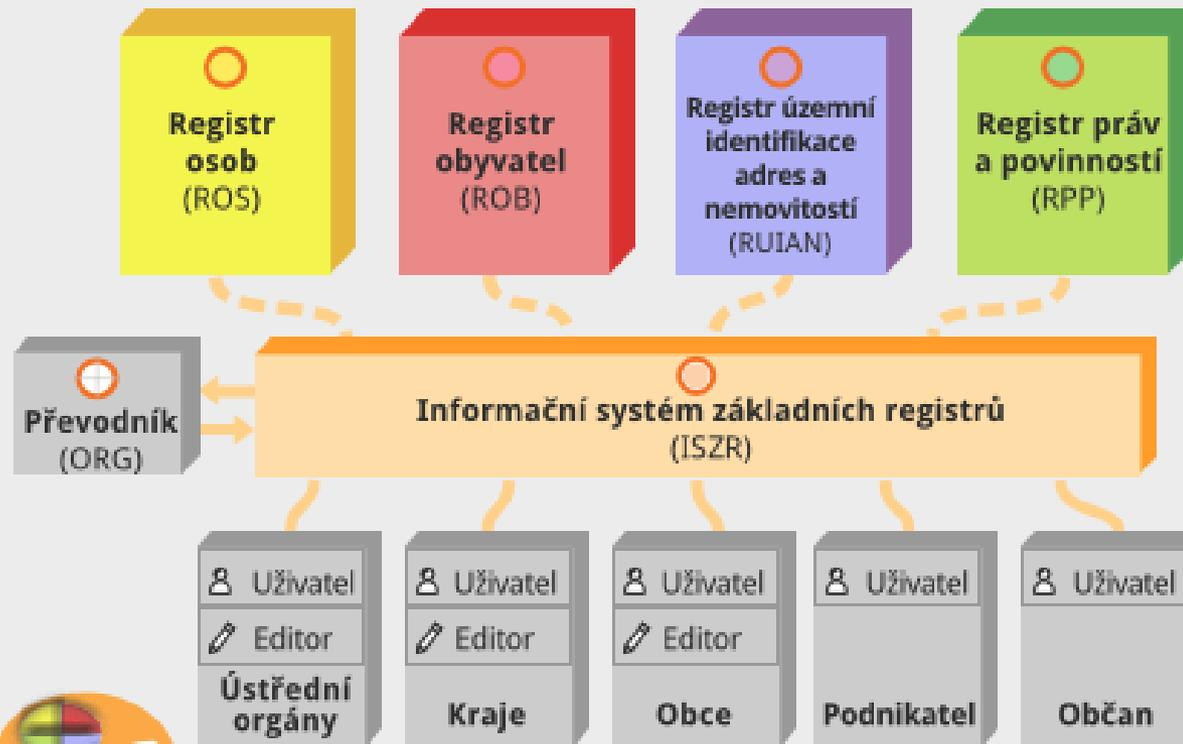 Registr
osob
(ROS)
Registr
obyvatel
(ROB)
Registr územní
identifikace
adres a
nemovitostí
(RUIAN)
Registr práv
a povinností
(RPP)
Převodník
(ORG)
Informační systém základních registrů
(ISZR)
Uživatel
Editor
Ústřední
orgány
Uživatel
Editor
Kraje
Uživatel
Editor
Obce
Uživatel
Podnikatel
Uživatel
Občan